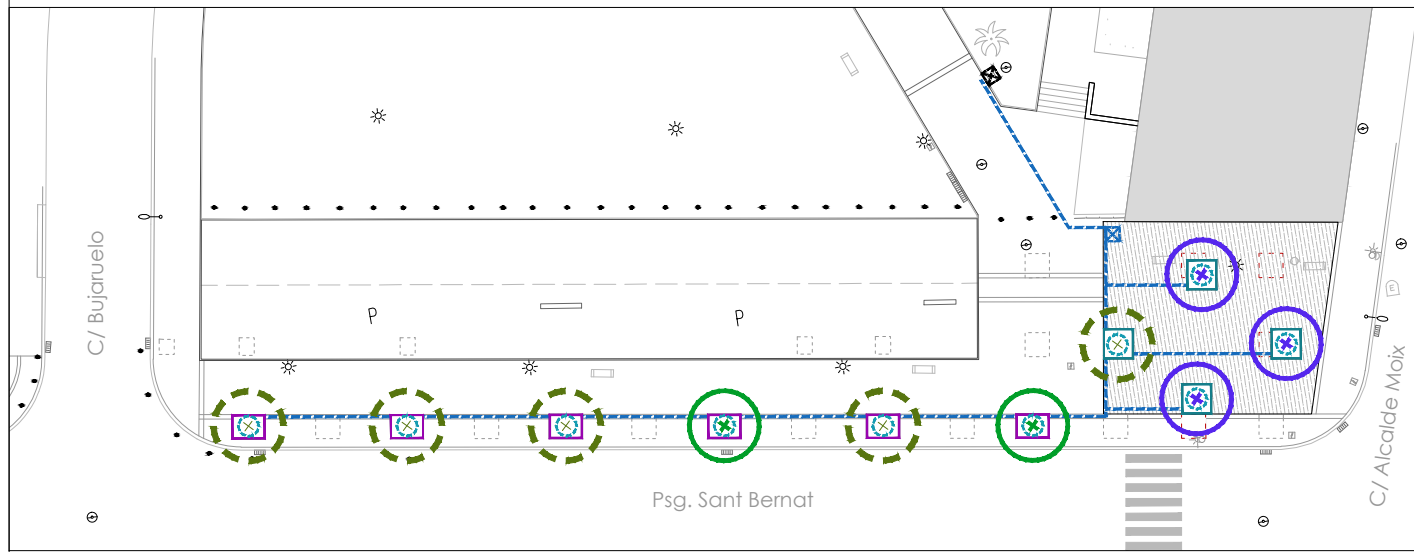 C/ Bujaruelo
P
P
E
C/ Alcalde Moix
Psg. Sant Bernat